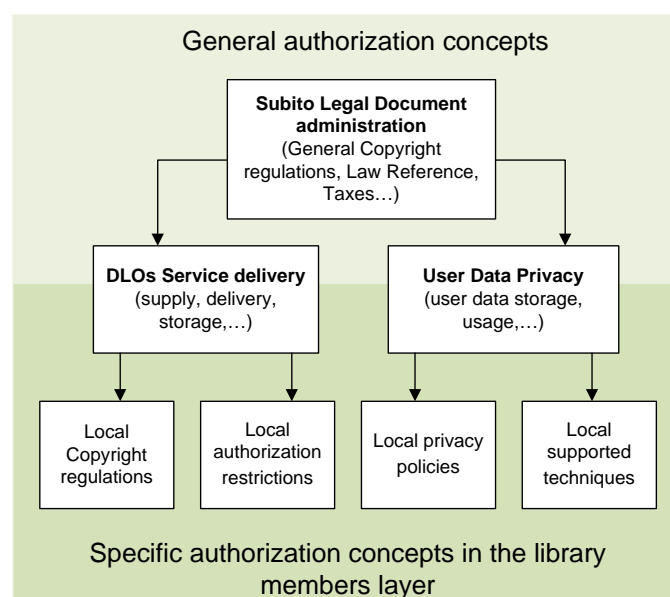 General authorization concepts
Subito Legal Document
administration
(General Copyright
regulations, Law Reference,
Taxes…)
DLOs Service delivery
(supply, delivery,
storage,…)
User Data Privacy
(user data storage,
usage,…)
Local
Copyright
regulations
Local
authorization
restrictions
Local privacy
policies
Local
supported
techniques
Specific authorization concepts in the library
members layer